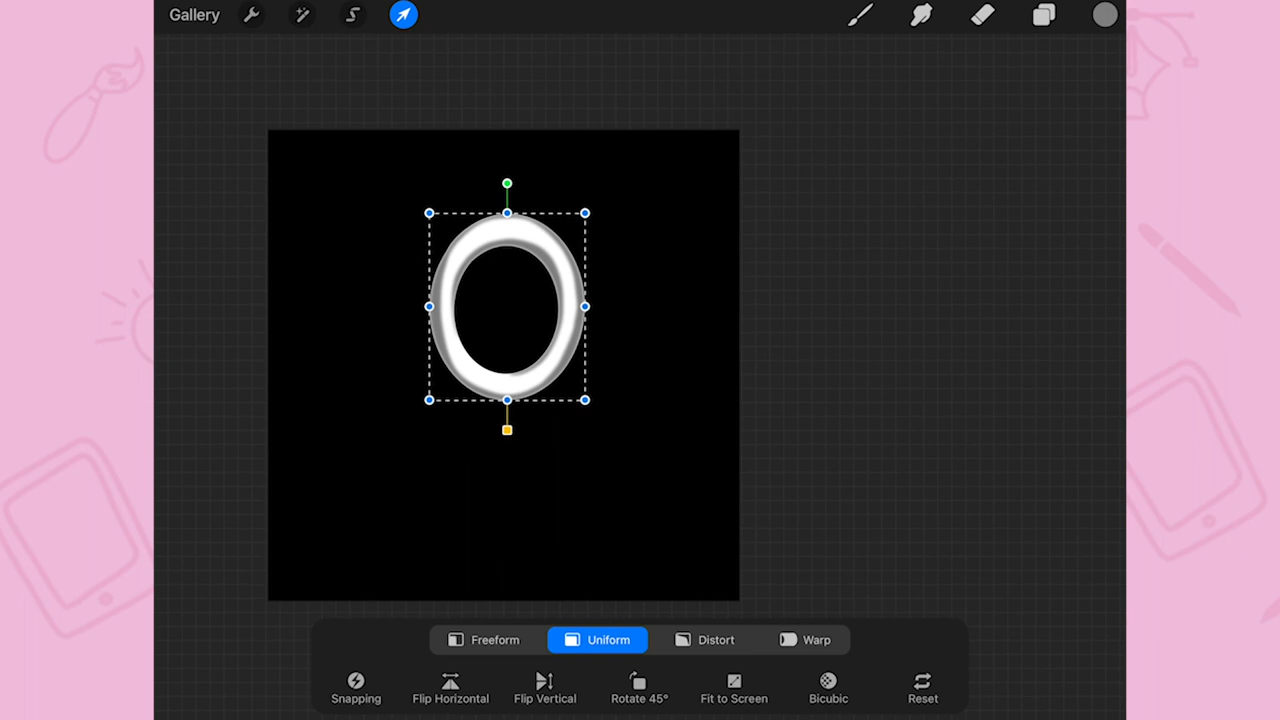 Gallery
Freeform Uniform Distort Warp
Snapping Flip Horizontal Flip Vertical Rotate 45° Fit to Screen Bicubic Reset